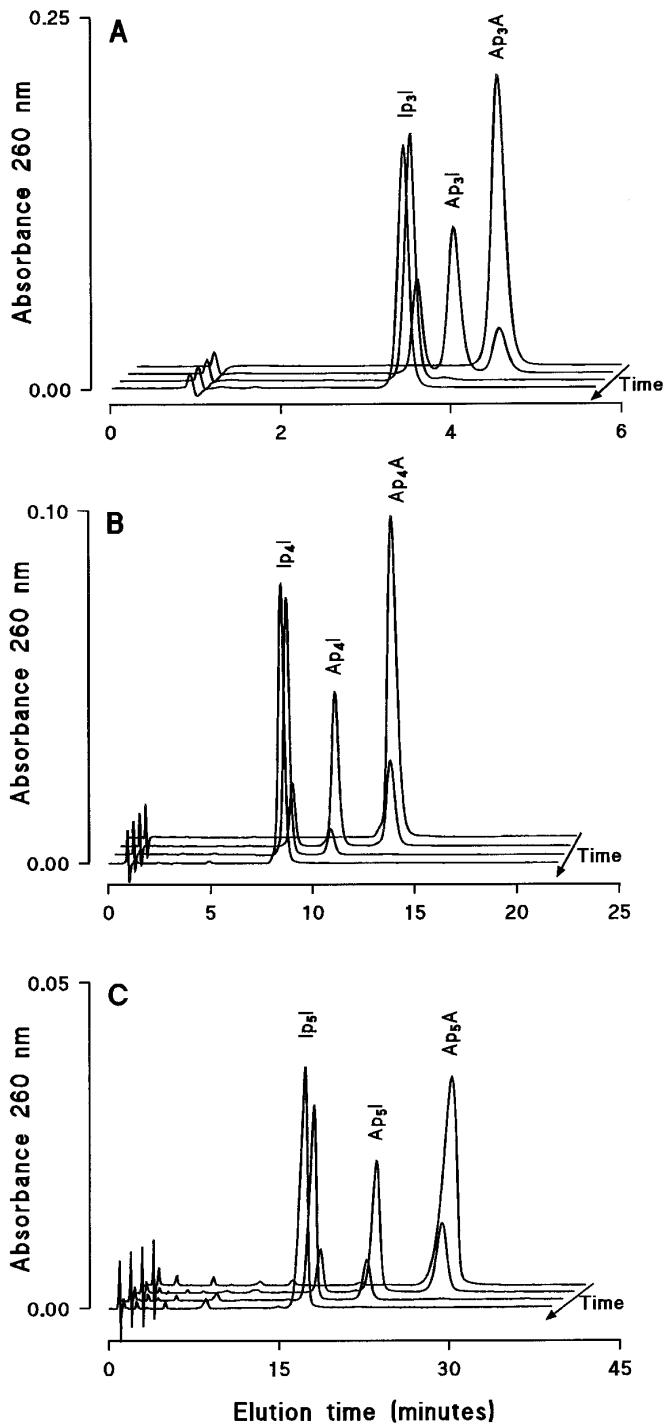 A
0.25
Absorbance 260 nm
0.00
Ip₃I
Ap₃I
Ap₃A
Time
0 2 4 6
B
0.10
Absorbance 260 nm
0.00
Ip₄I
Ap₄I
Ap₄A
Time
0 5 10 15 20 25
C
0.05
Absorbance 260 nm
0.00
Ip₅I
Ap₅I
Ap₅A
Time
0 15 30 45
Elution time (minutes)